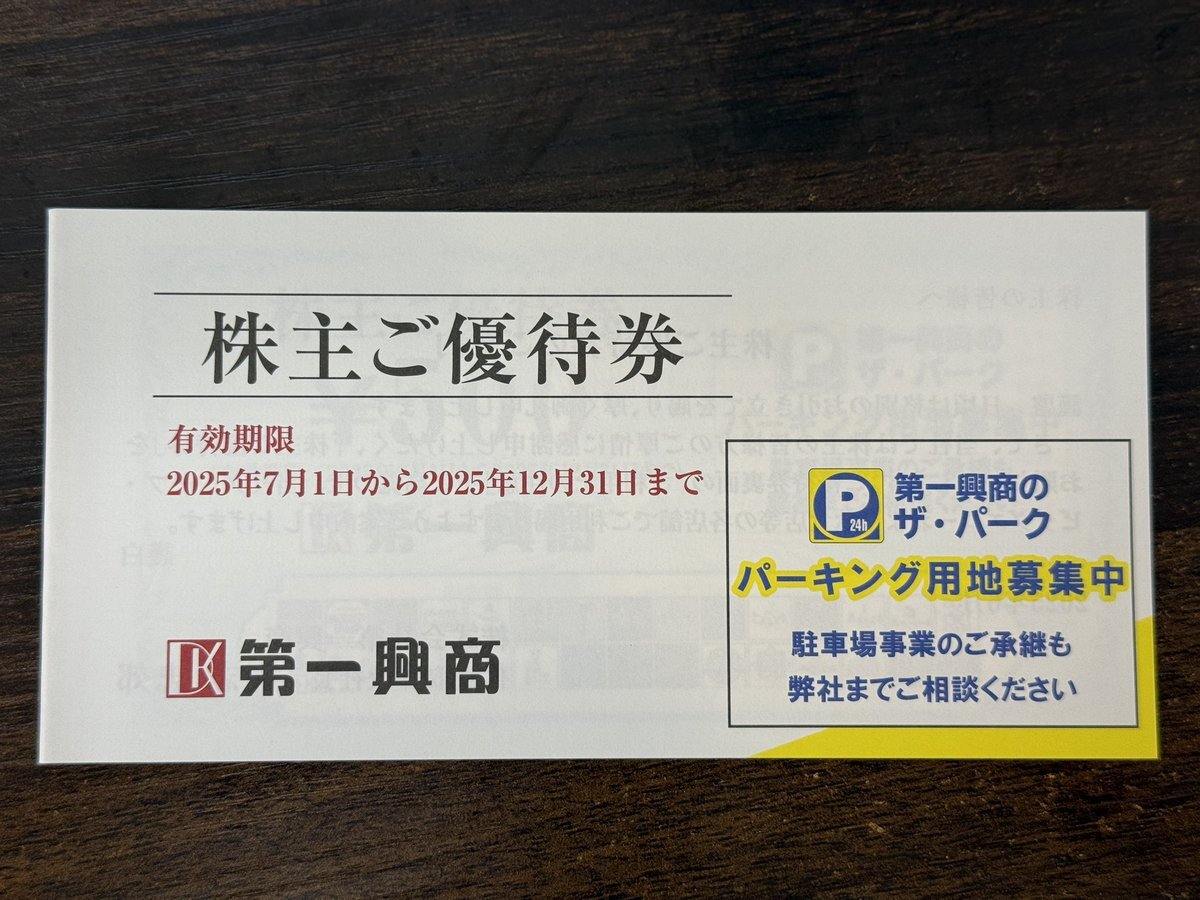 株主ご優待券
有効期限
2025年7月1日から2025年12月31日まで
DK 第一興商
P 24h
第一興商の
ザ・パーク
パーキング用地募集中
駐車場事業のご承継も
弊社までご相談ください